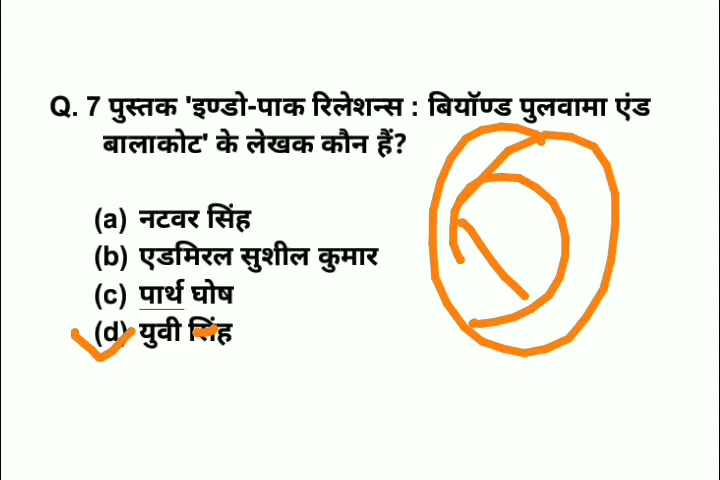 Q. 7 पुस्तक 'इण्डो-पाक रिलेशन्स : बियॉण्ड पुलवामा एंड
बालाकोट' के लेखक कौन हैं?
(a) नटवर सिंह
(b) एडमिरल सुशील कुमार
(c) पार्थ घोष
(d) युवी सिंह